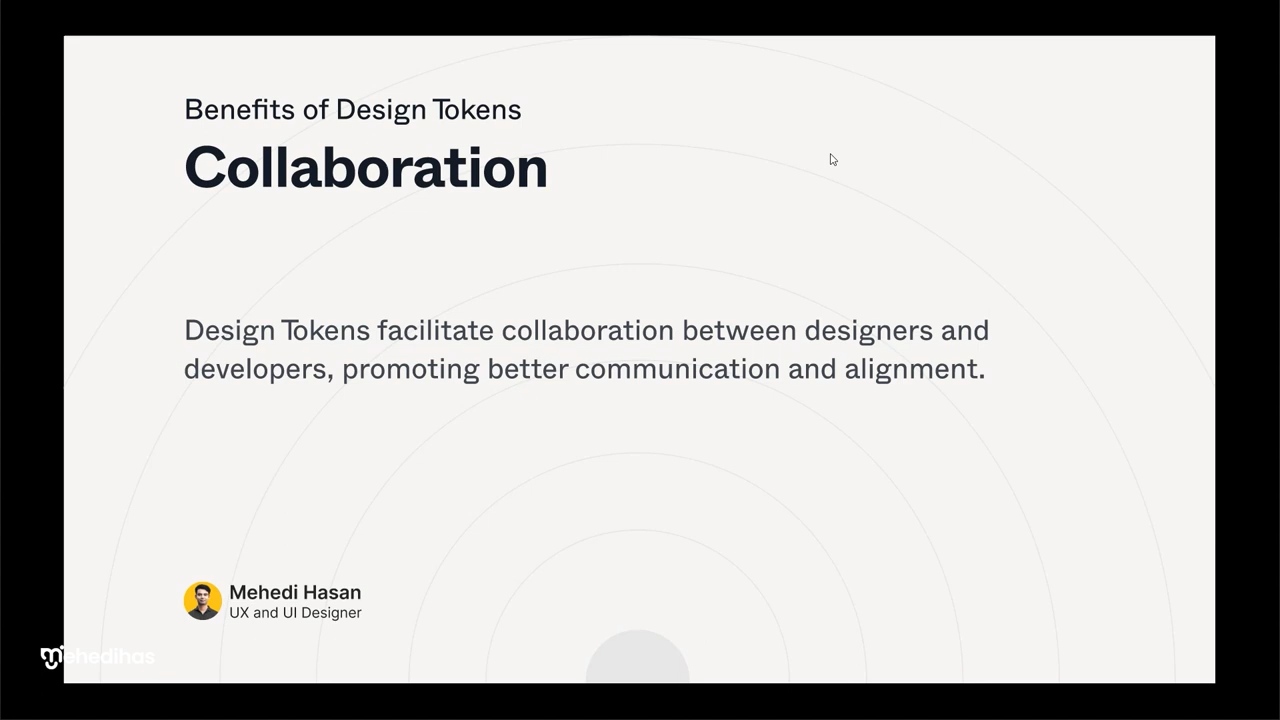 Benefits of Design Tokens
Collaboration
Design Tokens facilitate collaboration between designers and
developers, promoting better communication and alignment.
Mehedi Hasan
UX and UI Designer
mehedihas